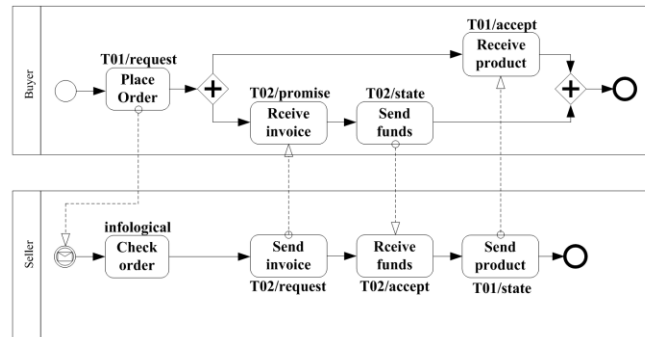 Buyer
T01/request
Place
Order
T01/accept
Receive
product
T02/promise
Rceive
invoice
T02/state
Send
funds
Seller
infological
Check
order
Send
invoice
T02/request
Rceive
funds
T02/accept
Send
product
T01/state